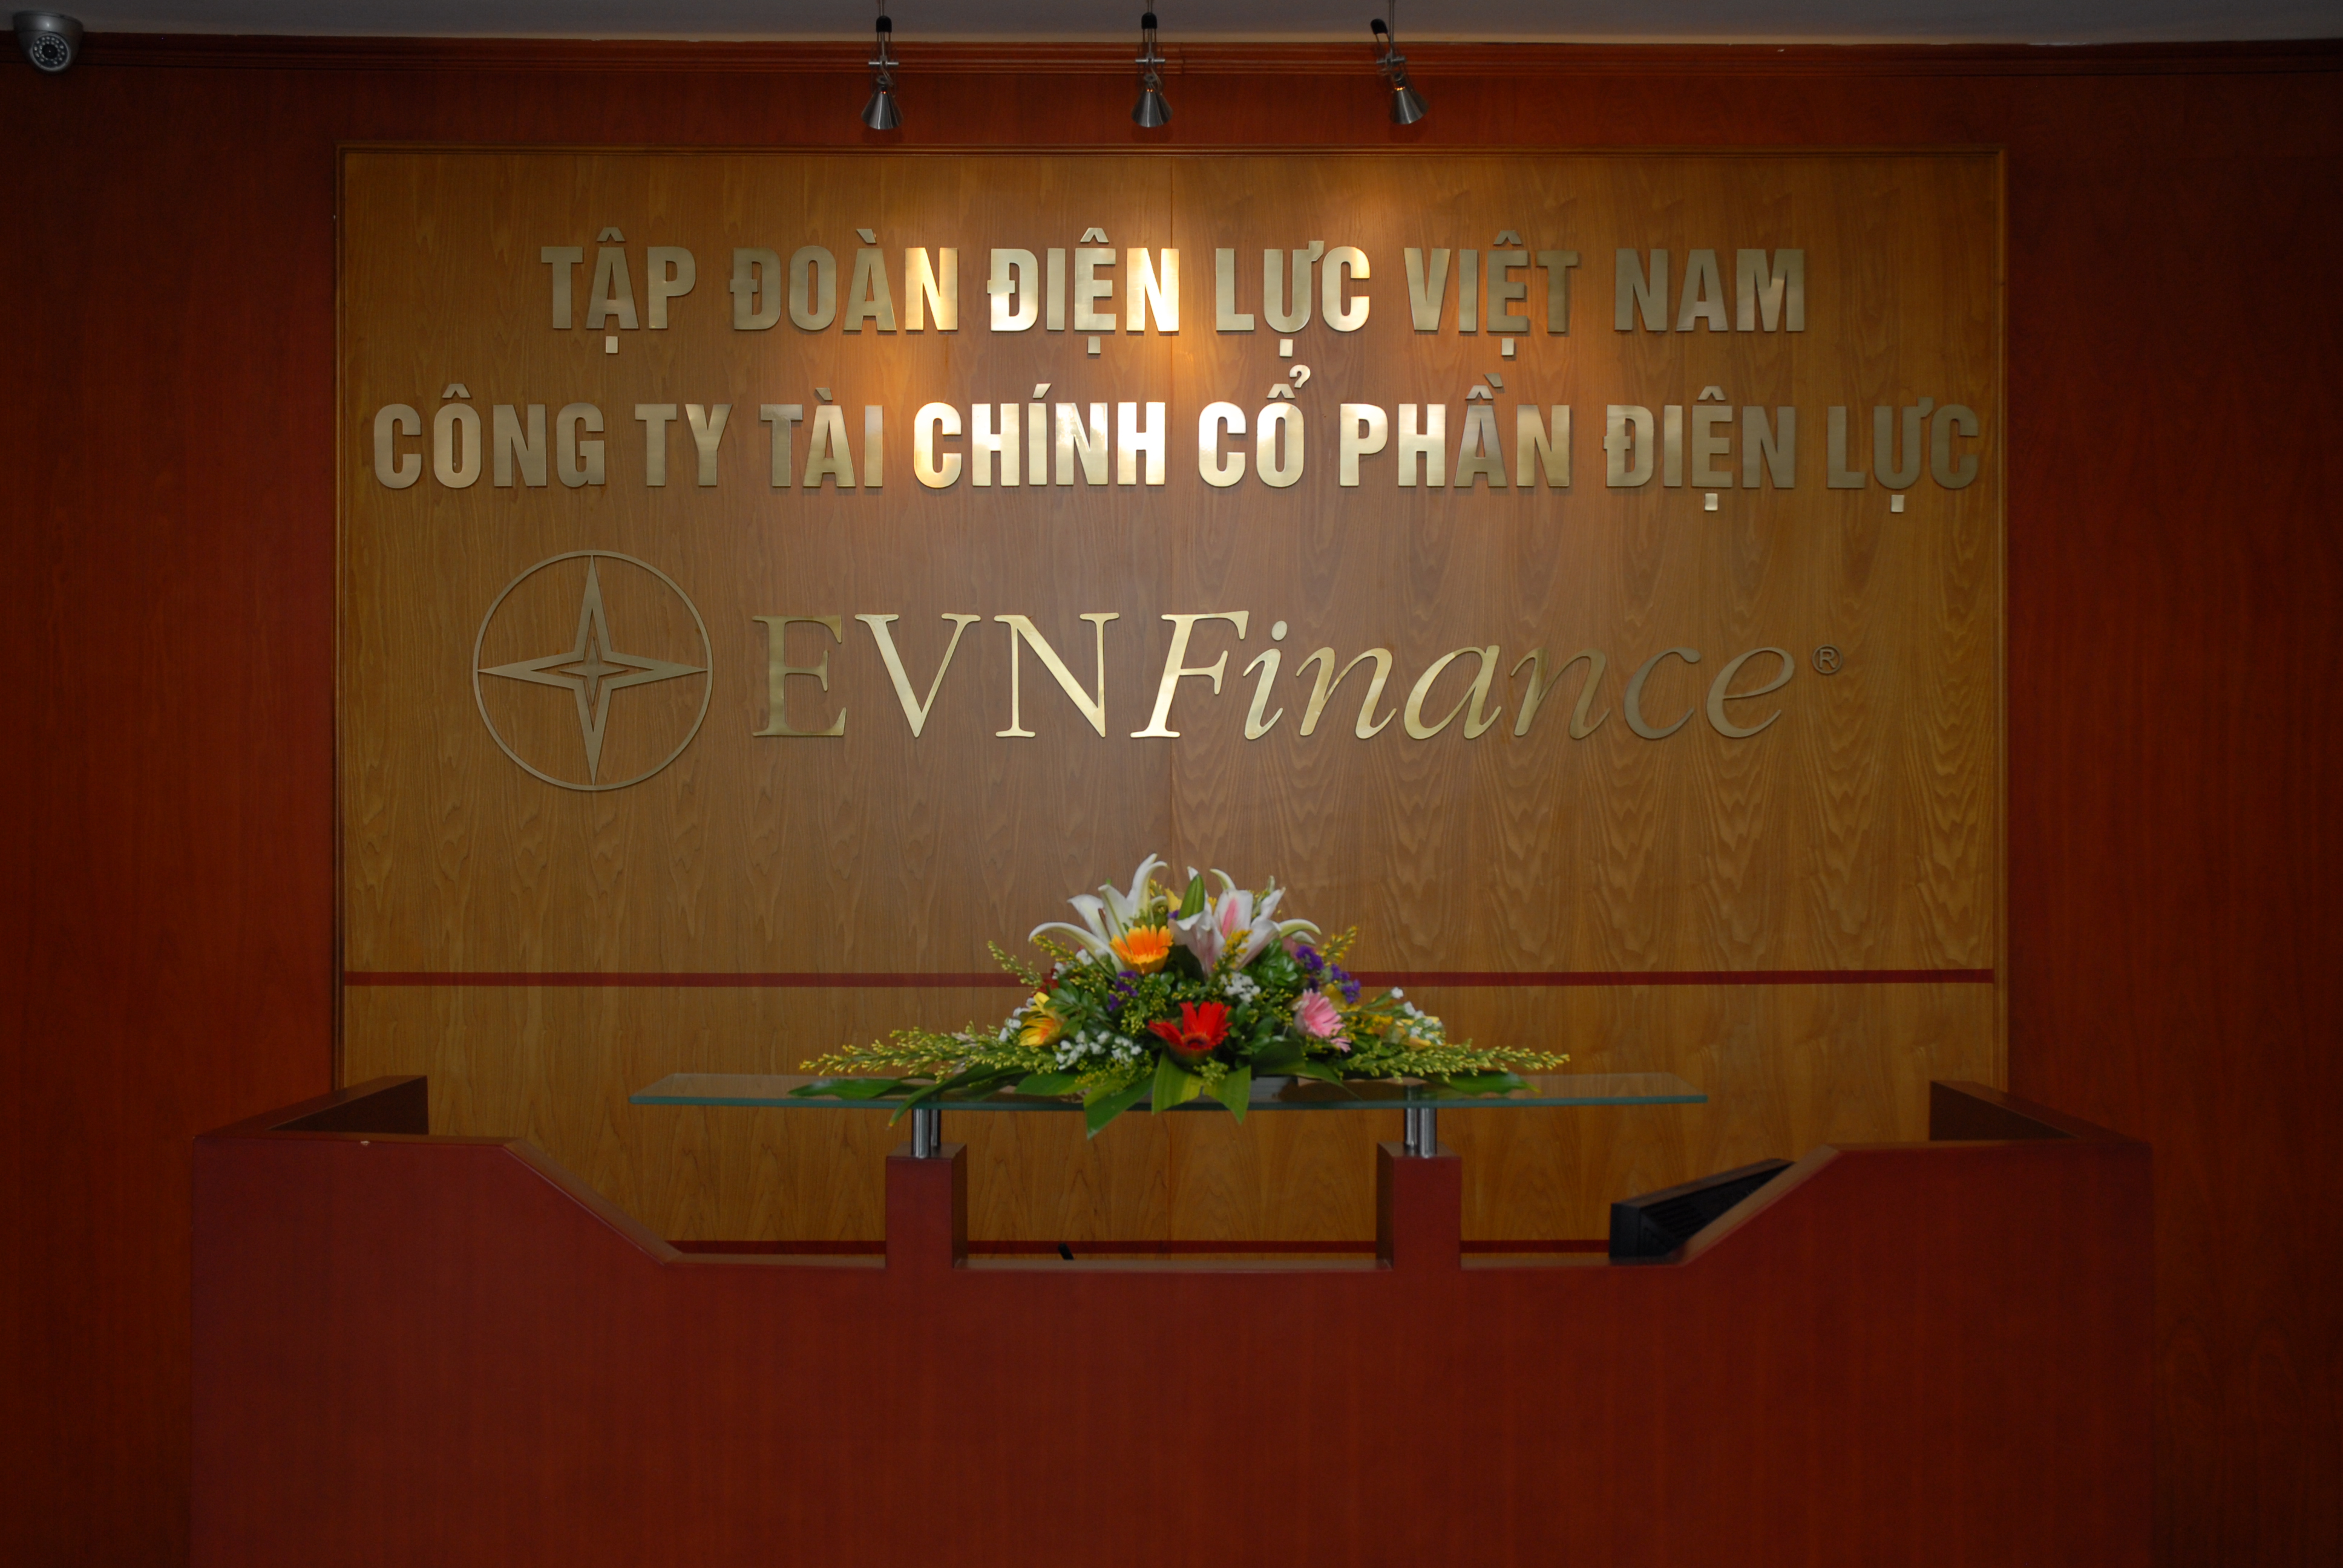 TẬP ĐOÀN ĐIỆN LỰC VIỆT NAM
CÔNG TY TÀI CHÍNH CỔ PHẦN ĐIỆN LỰC
EVNFinance®